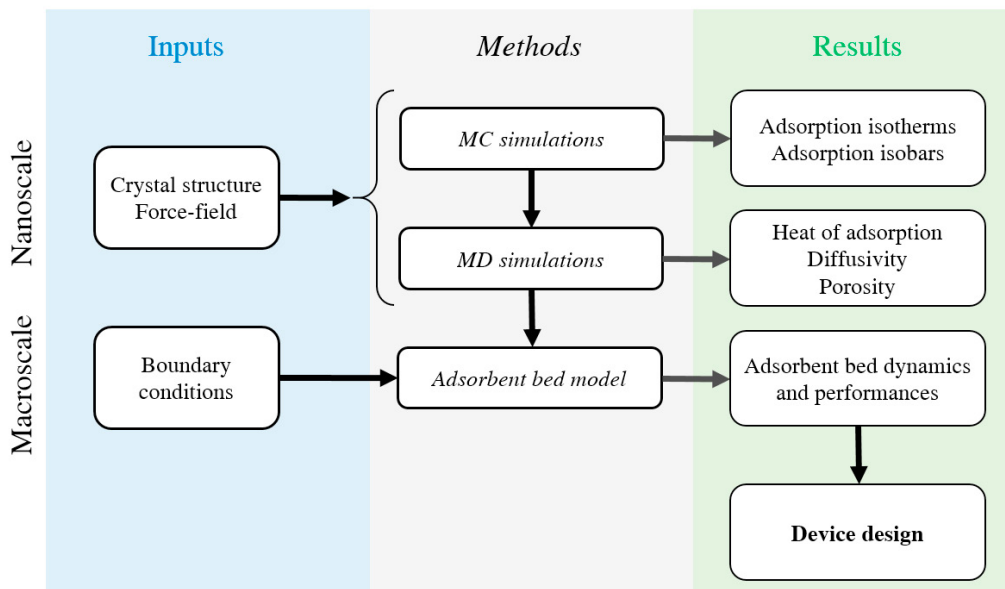 Inputs
Methods
Results
Nanoscale
Crystal structure
Force-field
MC simulations
Adsorption isotherms
Adsorption isobars
MD simulations
Heat of adsorption
Diffusivity
Porosity
Macroscale
Boundary
conditions
Adsorbent bed model
Adsorbent bed dynamics
and performances
Device design